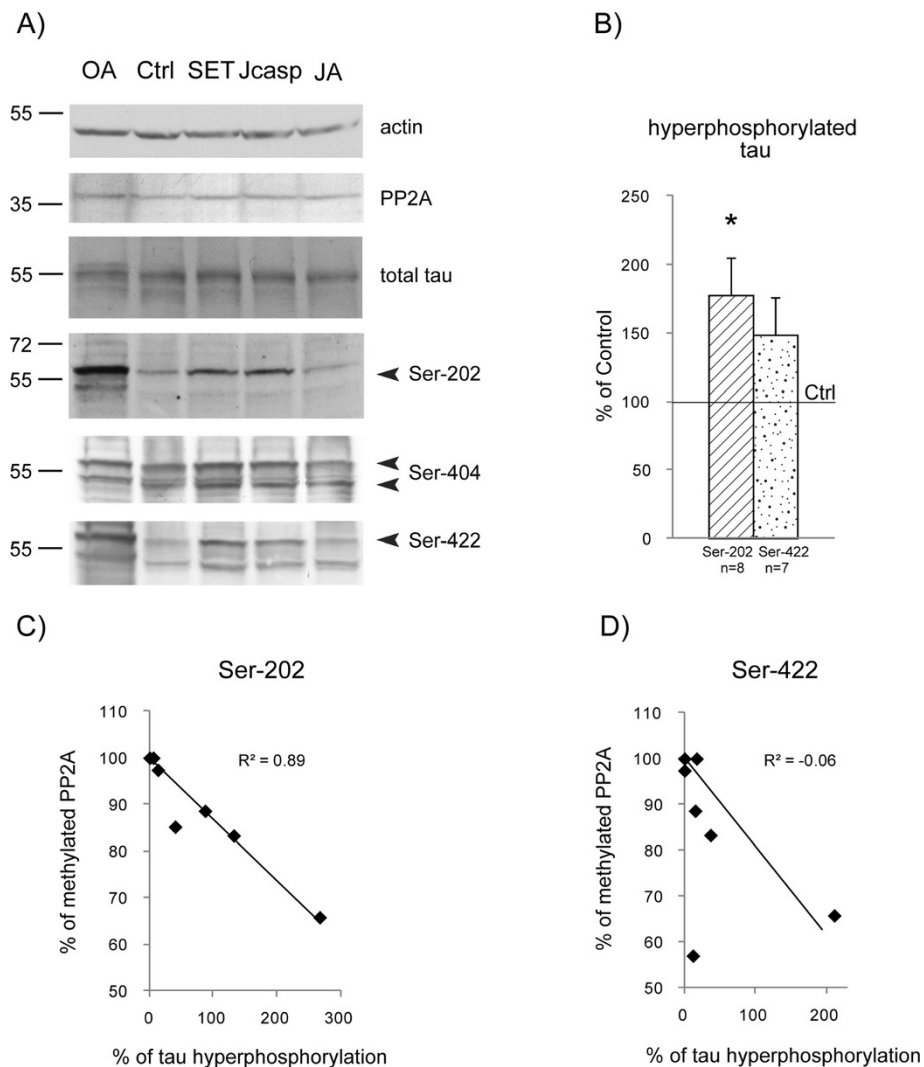 A)
OA Ctrl SET Jcasp JA
55
actin
35
PP2A
55
total tau
72
55
Ser-202
55
Ser-404
55
Ser-422
B)
hyperphosphorylated
tau
% of Control
250
200
150
100
50
0
*
Ctrl
Ser-202 Ser-422
n=8 n=7
C)
Ser-202
% of methylated PP2A
110
100
90
80
70
60
50
R² = 0.89
0 100 200 300
% of tau hyperphosphorylation
D)
Ser-422
% of methylated PP2A
110
100
90
80
70
60
50
R² = -0.06
0 100 200
% of tau hyperphosphorylation